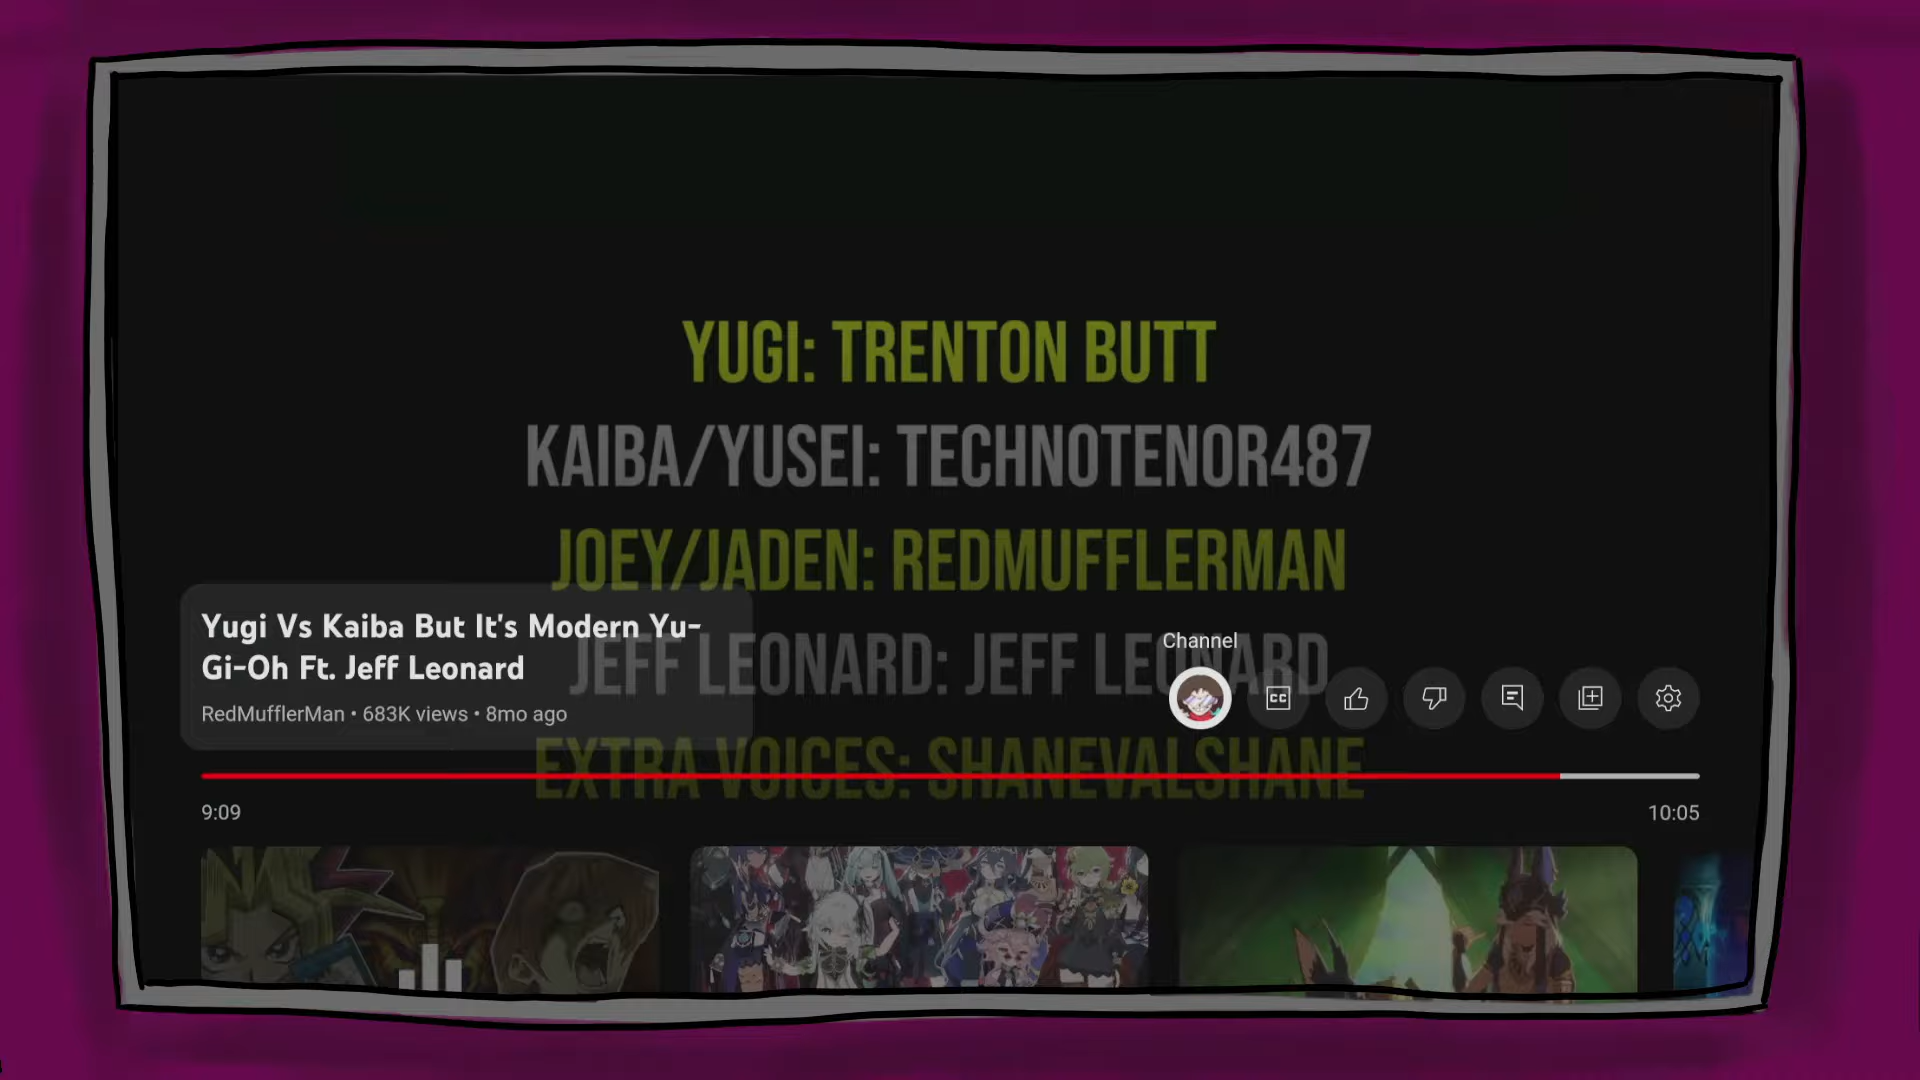 YUGI: TRENTON BUTT
KAIBA/YUSEI: TECHNOTENOR487
JOEY/JADEN: REDMUFFLERMAN
Yugi Vs Kaiba But It's Modern Yu-
Gi-Oh Ft. Jeff Leonard
JEFF LEONARD: JEFF LEONARD
Channel
CC
RedMufflerMan • 683K views • 8mo ago
EXTRA VOICES: SHANEVALSHANE
9:09
10:05